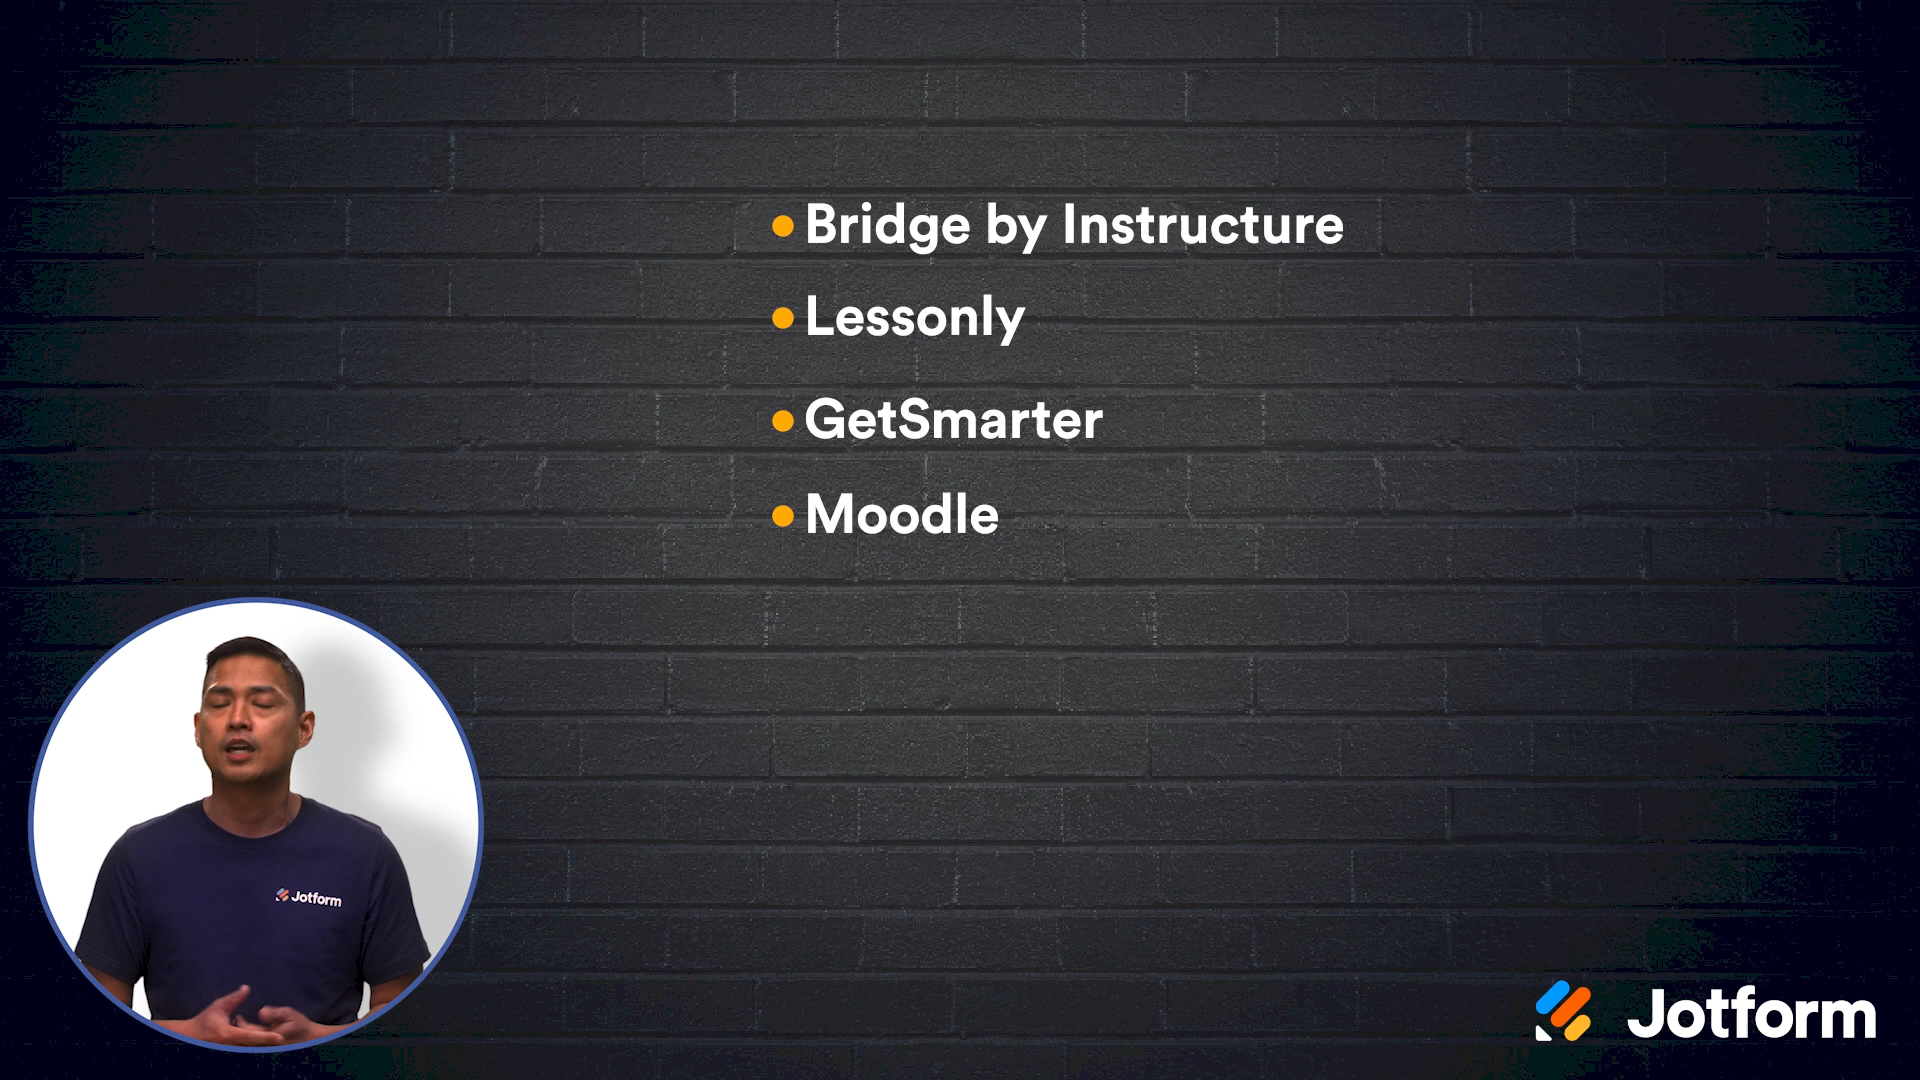 Bridge by Instructure
Lessonly
GetSmarter
Moodle
Jotform
Jotform